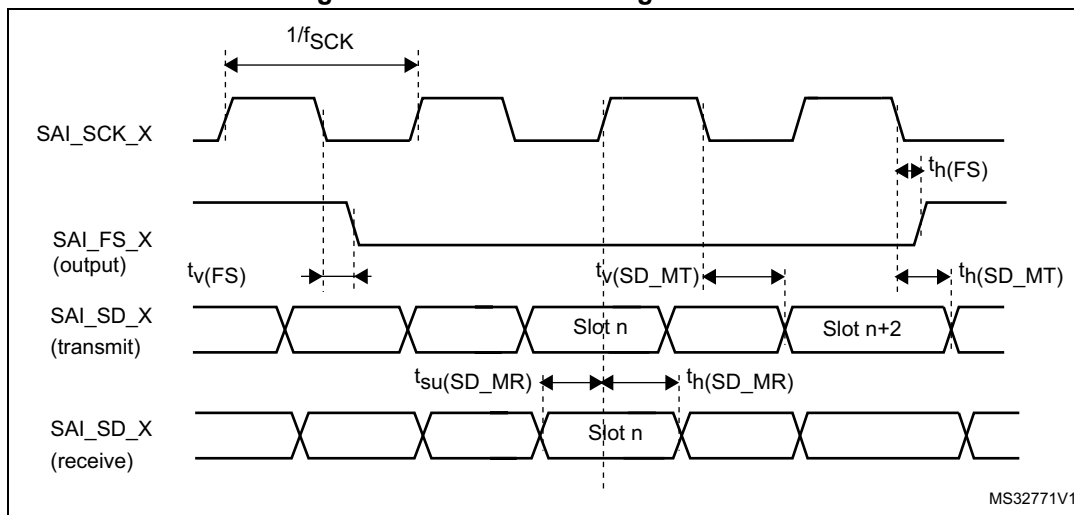 1/fSCK
SAI_SCK_X
th(FS)
SAI_FS_X
(output)
tv(FS)
tv(SD_MT)
th(SD_MT)
SAI_SD_X
(transmit)
Slot n
Slot n+2
tsu(SD_MR)
th(SD_MR)
SAI_SD_X
(receive)
Slot n
MS32771V1